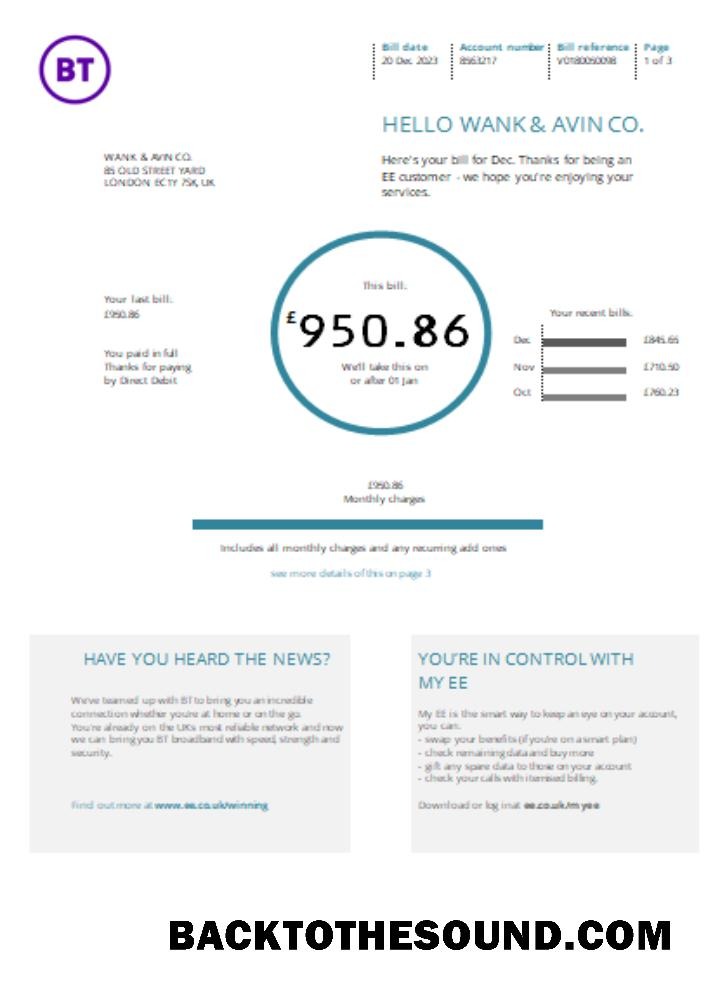 BT
Bill date
20 Dec 2023
Account number
8563217
Bill reference
V0180050098
Page
1 of 3
HELLO WANK & AVIN CO.
WANK & AVIN CO.
85 OLD STREET YARD
LONDON EC1Y 7SK, UK
Here's your bill for Dec. Thanks for being an
EE customer - we hope you're enjoying your
services.
Your last bill.
£950.86
You paid in full
Thanks for paying
by Direct Debit
This bill.
£950.86
We'll take this on
or after 01 Jan
Your recent bills.
Dec £845.65
Nov £710.50
Oct £760.23
£950.86
Monthly charges
Includes all monthly charges and any recurring add ones
see more details of this on page 3
HAVE YOU HEARD THE NEWS?
We've teamed up with BT to bring you an incredible
connection whether you're at home or on the go.
You're already on the UKs most reliable network and now
we can bring you BT broadband with speed, strength and
security.
Find out more at www.ee.co.uk/winning
YOU'RE IN CONTROL WITH
MY EE
My EE is the smart way to keep an eye on your account,
you can:
- swap your benefits (if you're on a smart plan)
- check remaining data and buy more
- gift any spare data to those on your account
- check your calls with itemised billing.
Download or log in at ee.co.uk/myee
BACKTOTHESOUND.COM